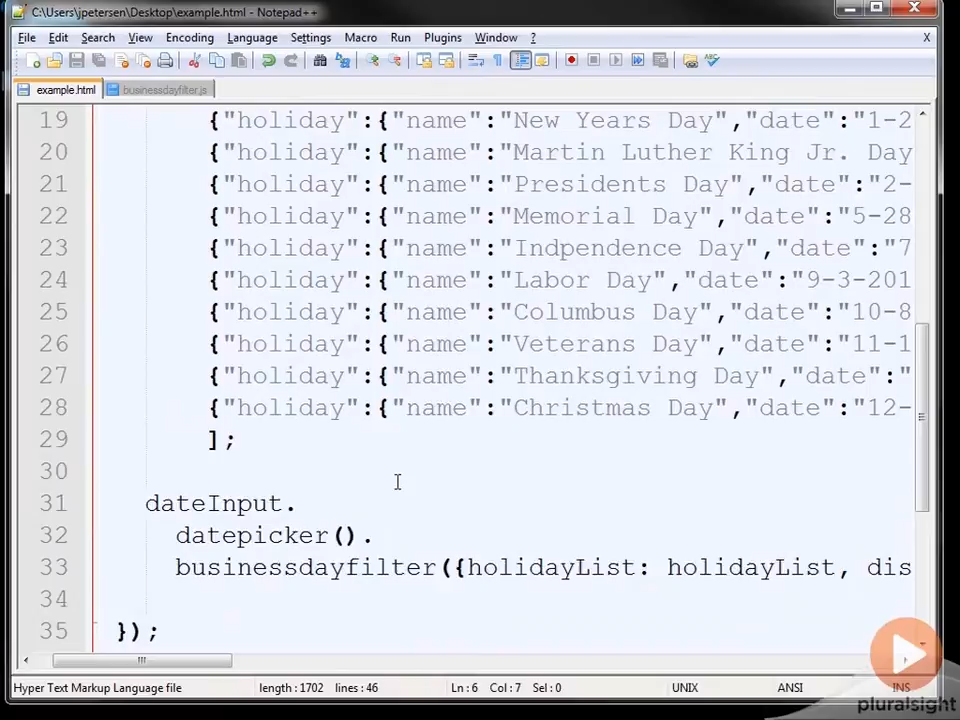 C:\Users\jpetersen\Desktop\example.html - Notepad++
File Edit Search View Encoding Language Settings Macro Run Plugins Window ? X
example.html businessdayfilter.js
19 {"holiday":{"name":"New Years Day","date":"1-2
20 {"holiday":{"name":"Martin Luther King Jr. Day
21 {"holiday":{"name":"Presidents Day","date":"2-
22 {"holiday":{"name":"Memorial Day","date":"5-28
23 {"holiday":{"name":"Indpendence Day","date":"7
24 {"holiday":{"name":"Labor Day","date":"9-3-201
25 {"holiday":{"name":"Columbus Day","date":"10-8
26 {"holiday":{"name":"Veterans Day","date":"11-1
27 {"holiday":{"name":"Thanksgiving Day","date":"
28 {"holiday":{"name":"Christmas Day","date":"12-
29 ];
30
31 dateInput.
32 datepicker().
33 businessdayfilter({holidayList: holidayList, dis
34
35 });
Hyper Text Markup Language file length : 1702 lines : 46 Ln : 6 Col : 7 Sel : 0 UNIX ANSI INS
pluralsight